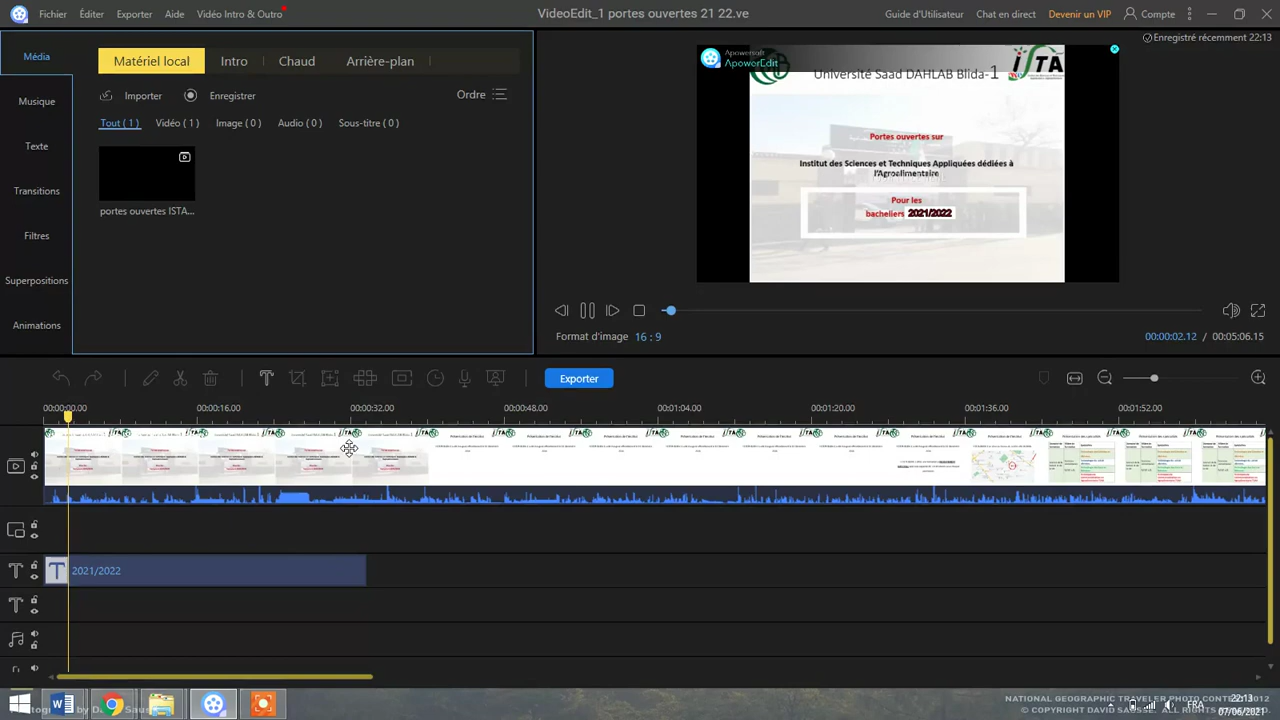 Fichier Éditer Exporter Aide Vidéo Intro & Outro
VideoEdit_1 portes ouvertes 21 22.ve
Guide d'Utilisateur Chat en direct Devenir un VIP Compte
Enregistré récemment 22:13
Média
Musique
Texte
Transitions
Filtres
Superpositions
Animations
Matériel local Intro Chaud Arrière-plan
Importer Enregistrer Ordre
Tout ( 1 ) Vidéo ( 1 ) Image ( 0 ) Audio ( 0 ) Sous-titre ( 0 )
portes ouvertes ISTA...
Apowersoft
ApowerEdit
Université Saad DAHLAB Blida-1
ISTA
Portes ouvertes sur
Institut des Sciences et Techniques Appliquées dédiées à
l'Agroalimentaire
Pour les
bacheliers 2021/2022
Format d'image 16 : 9
00:00:02.12 / 00:05:06.15
Exporter
00:00:00.00 00:00:16.00 00:00:32.00 00:00:48.00 00:01:04.00 00:01:20.00 00:01:36.00 00:01:52.00
T 2021/2022
NATIONAL GEOGRAPHIC TRAVELER PHOTO CONTEST 2012
© COPYRIGHT DAVID
FRA
22:13
07/06/2021